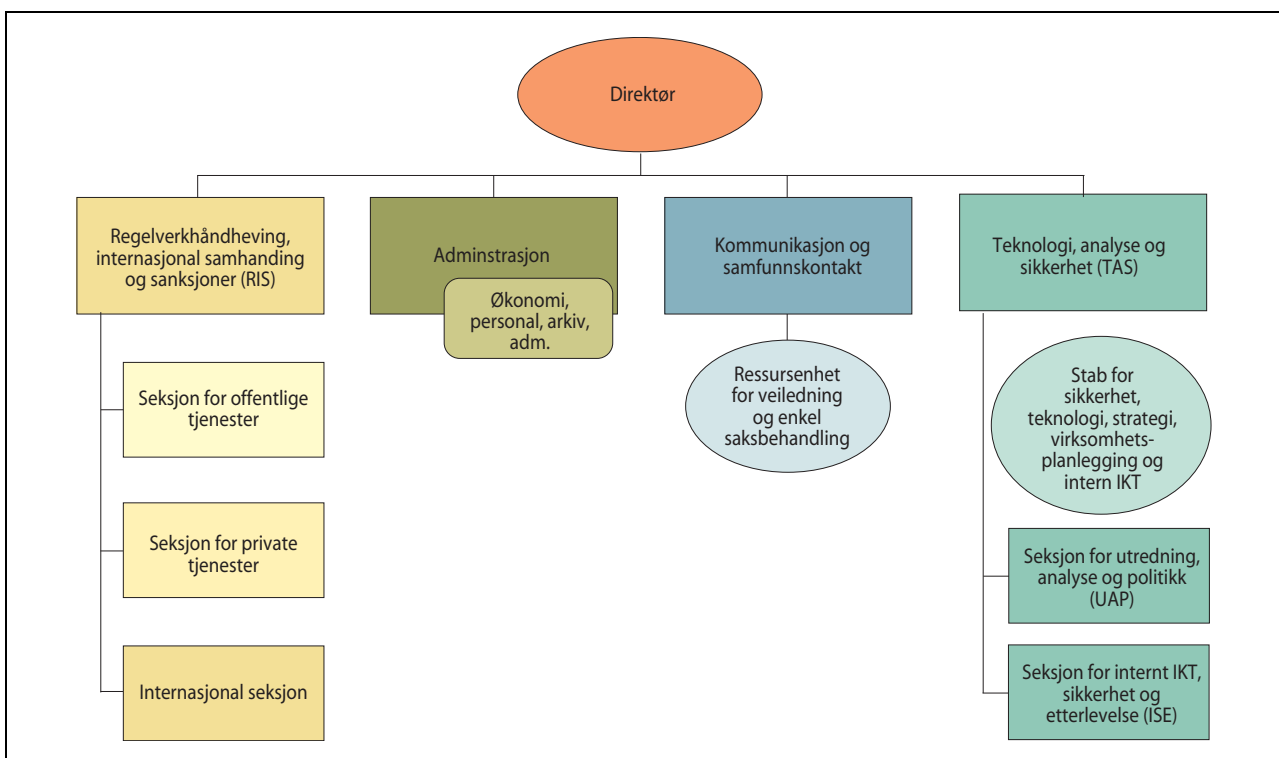 Direktør
Regelverkhåndheving,
internasjonal samhanding
og sanksjoner (RIS)
Adminstrasjon
Økonomi,
personal, arkiv,
adm.
Kommunikasjon og
samfunnskontakt
Teknologi, analyse og
sikkerhet (TAS)
Seksjon for offentlige
tjenester
Seksjon for private
tjenester
Internasjonal seksjon
Ressursenhet
for veiledning
og enkel
saksbehandling
Stab for
sikkerhet,
teknologi, strategi,
virksomhets-
planlegging og
intern IKT
Seksjon for utredning,
analyse og politikk
(UAP)
Seksjon for internt IKT,
sikkerhet og
etterlevelse (ISE)